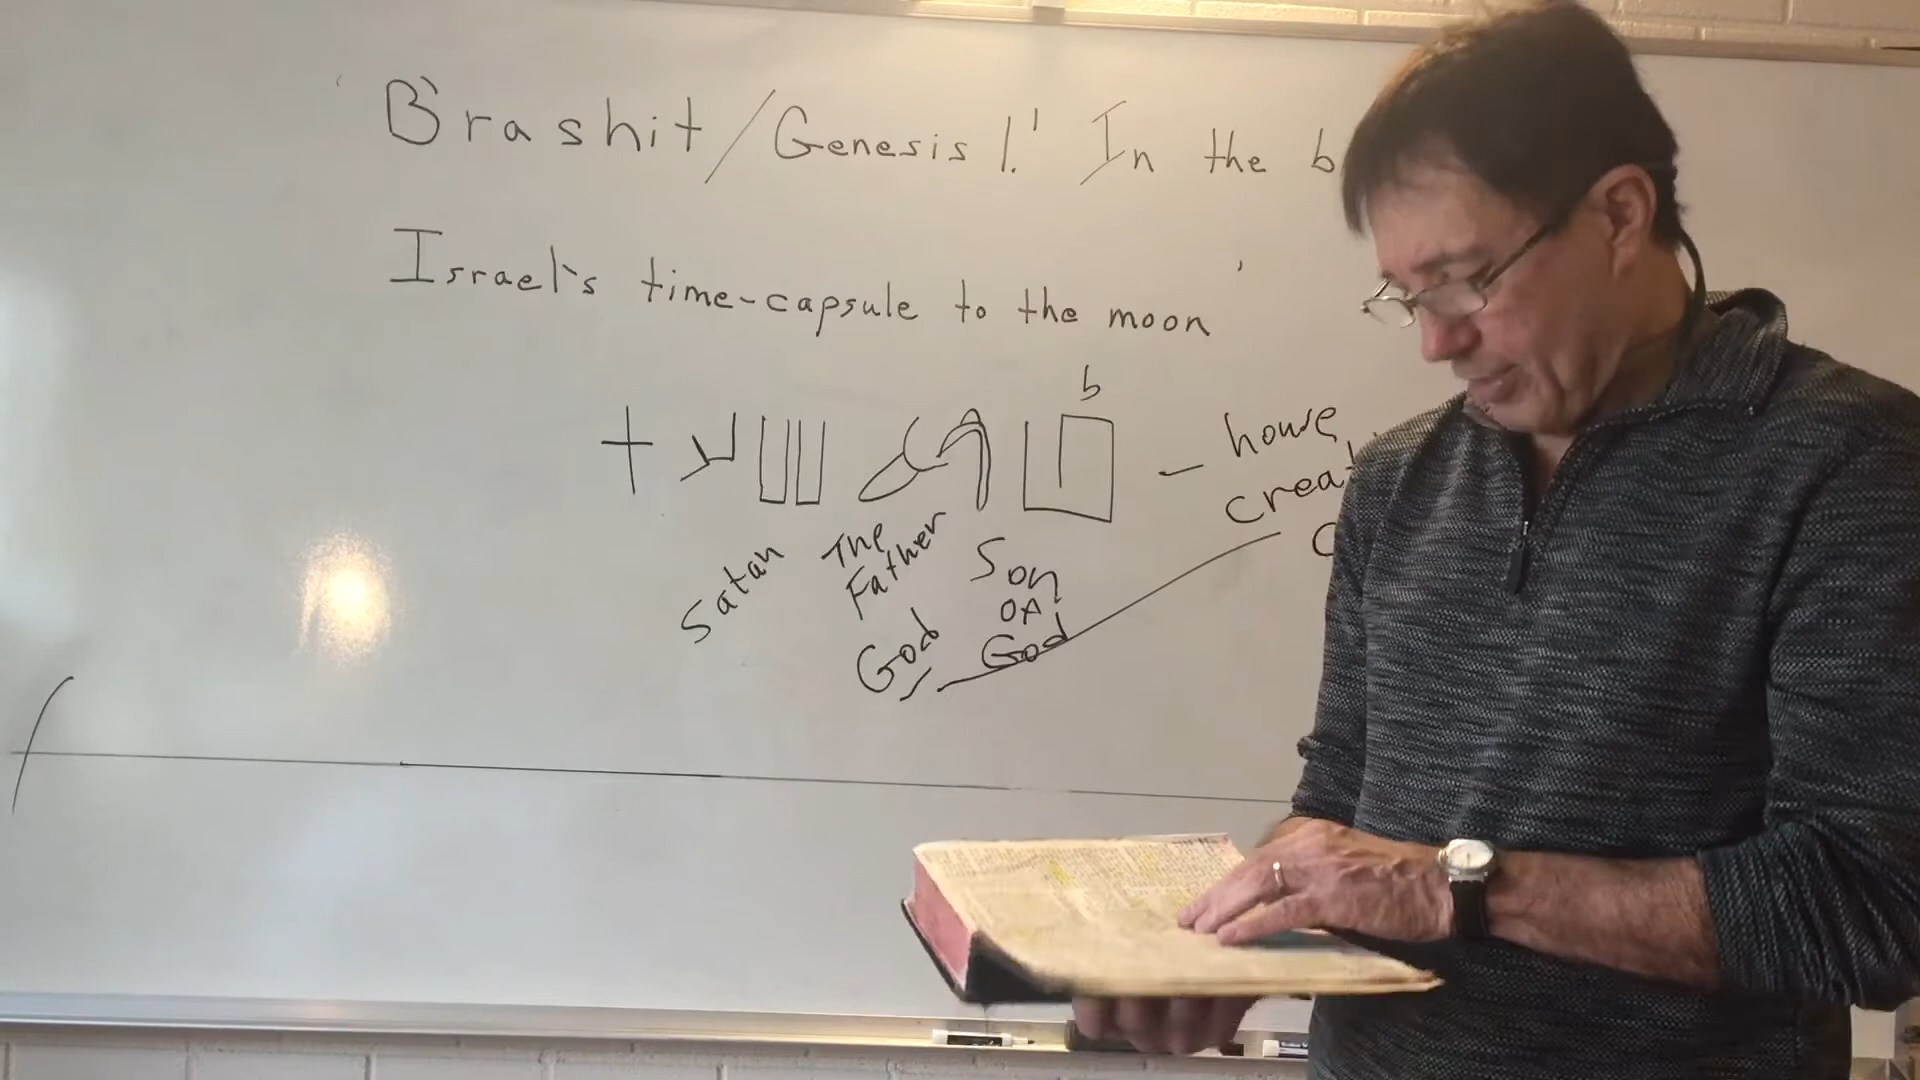 B'rashit/Genesis 1:1 In the b
Israel's time-capsule to the moon
b
house
crea
Satan
The
Father
God
Son
of
God